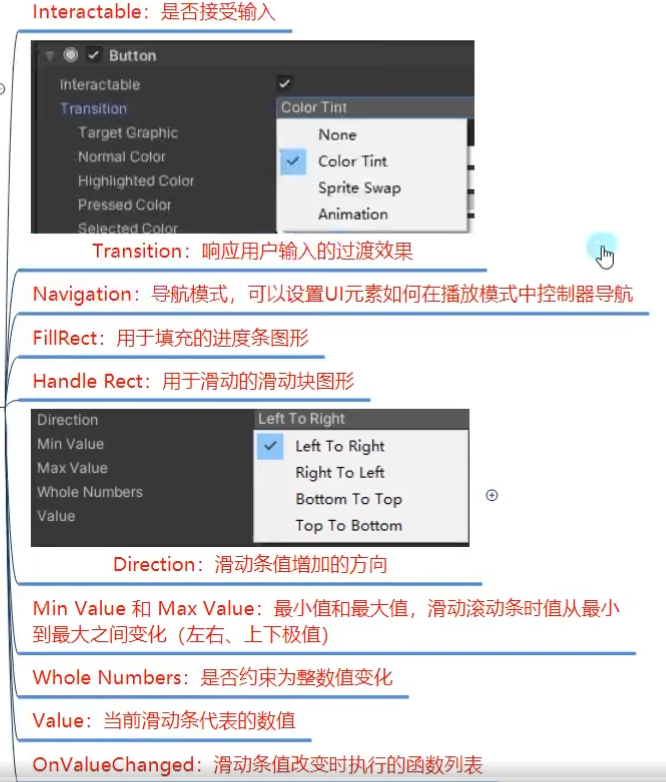 Interactable：是否接受输入
Button
Interactable
Transition
Color Tint
Target Graphic
None
Normal Color
Color Tint
Highlighted Color
Sprite Swap
Pressed Color
Animation
Selected Color
Transition：响应用户输入的过渡效果
Navigation：导航模式，可以设置UI元素如何在播放模式中控制器导航
FillRect：用于填充的进度条图形
Handle Rect：用于滑动的滑动块图形
Direction
Left To Right
Min Value
Left To Right
Max Value
Right To Left
Whole Numbers
Bottom To Top
Value
Top To Bottom
Direction：滑动条值增加的方向
Min Value 和 Max Value：最小值和最大值，滑动滚动条时值从最小
到最大之间变化（左右、上下极值）
Whole Numbers：是否约束为整数值变化
Value：当前滑动条代表的数值
OnValueChanged：滑动条值改变时执行的函数列表